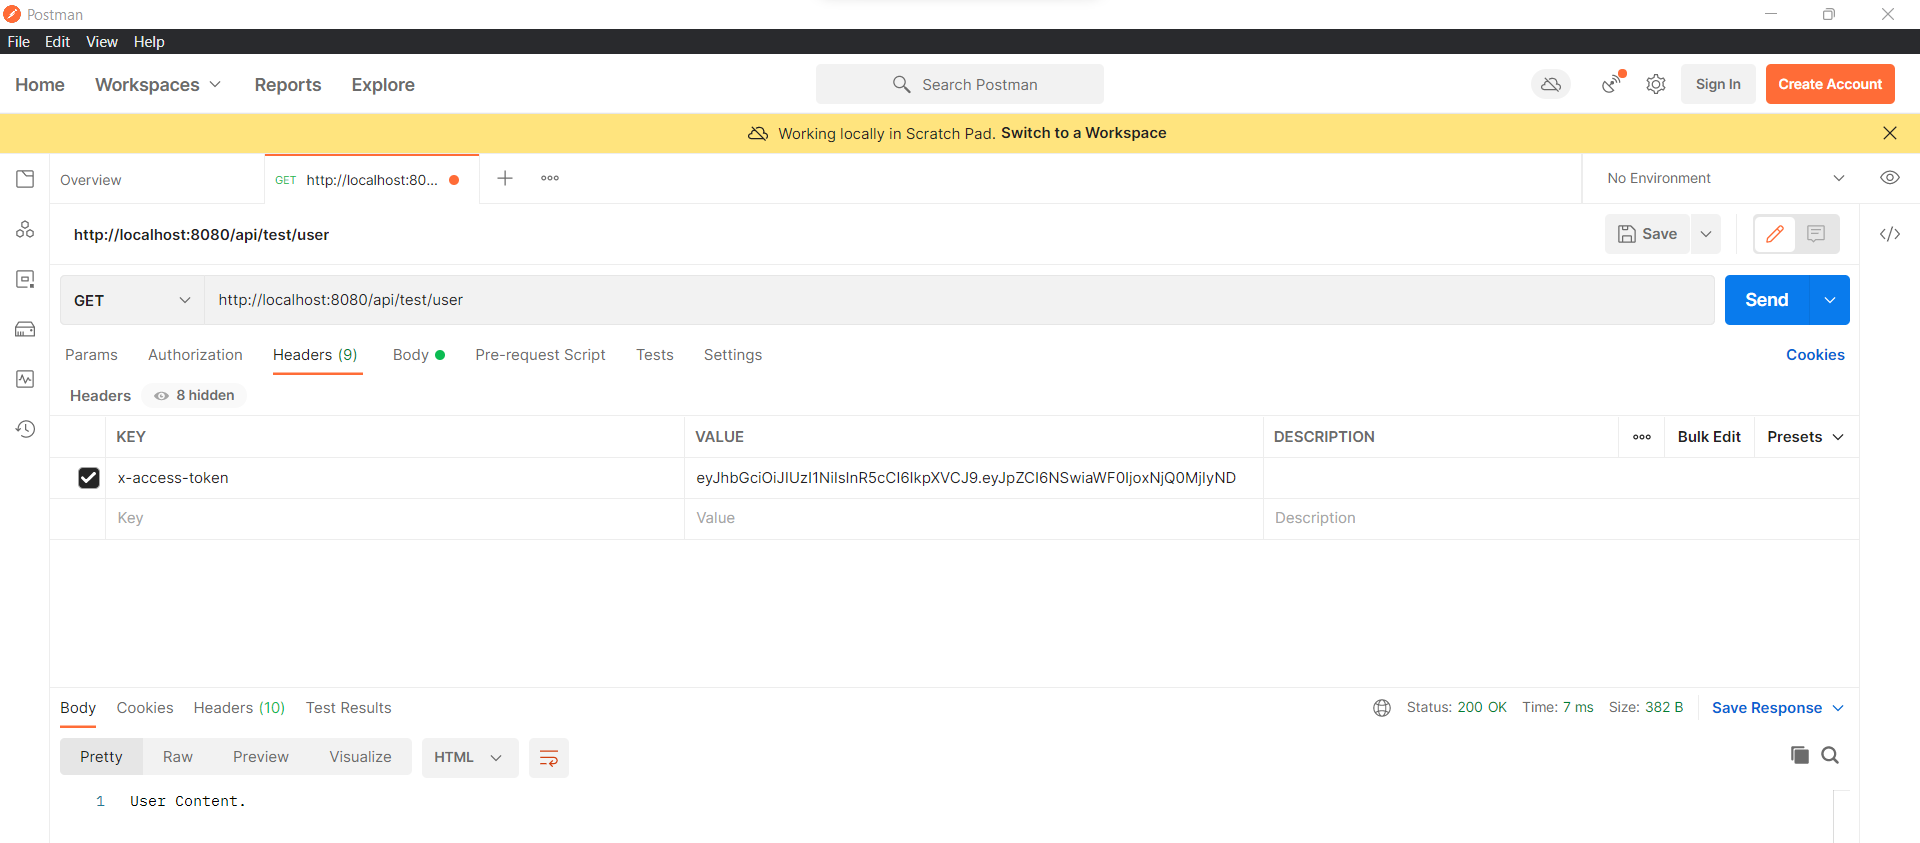 Postman
File Edit View Help
Home Workspaces Reports Explore Search Postman Sign In Create Account
Working locally in Scratch Pad. Switch to a Workspace
Overview GET http://localhost:80... No Environment
http://localhost:8080/api/test/user Save
GET http://localhost:8080/api/test/user Send
Params Authorization Headers (9) Body Pre-request Script Tests Settings Cookies
Headers 8 hidden
KEY VALUE DESCRIPTION Bulk Edit Presets
x-access-token eyJhbGciOiJIUzI1NiIsInR5cCI6IkpXVCJ9.eyJpZCI6NSwiaWF0IjoxNjQ0MjIyND
Key Value Description
Body Cookies Headers (10) Test Results Status: 200 OK Time: 7 ms Size: 382 B Save Response
Pretty Raw Preview Visualize HTML
1 User Content.